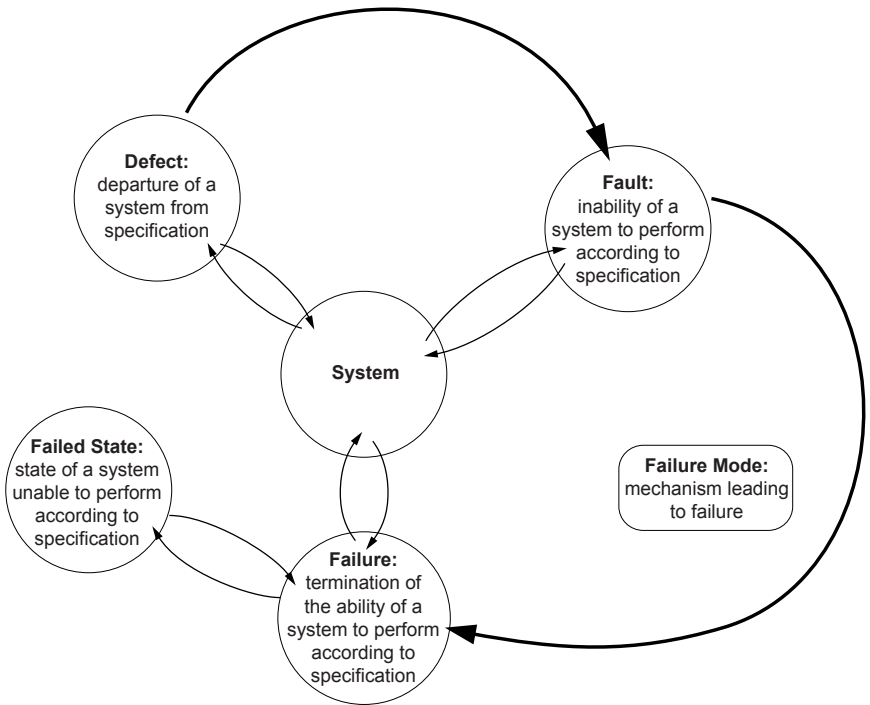 Defect:
departure of a
system from
specification
Fault:
inability of a
system to perform
according to
specification
System
Failed State:
state of a system
unable to perform
according to
specification
Failure Mode:
mechanism leading
to failure
Failure:
termination of
the ability of a
system to perform
according to
specification